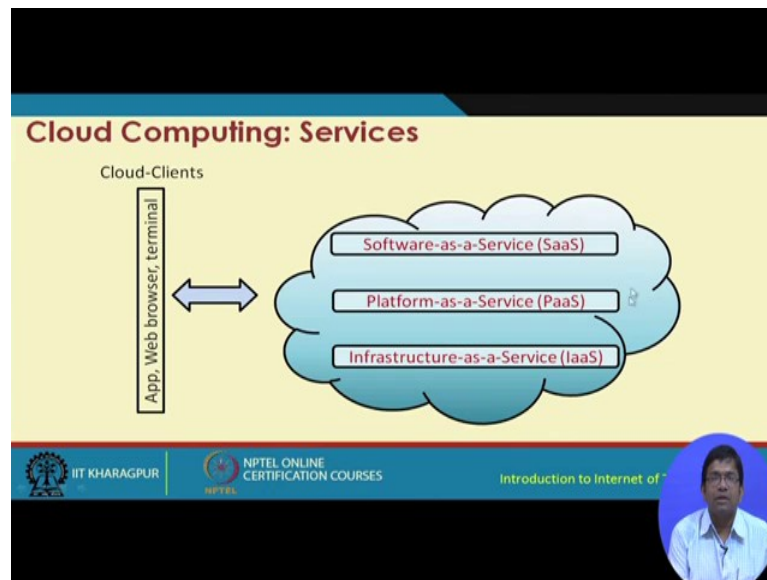 Cloud Computing: Services
Cloud-Clients
App, Web browser, terminal
Software-as-a-Service (SaaS)
Platform-as-a-Service (PaaS)
Infrastructure-as-a-Service (IaaS)
IIT KHARAGPUR
NPTEL
NPTEL ONLINE
CERTIFICATION COURSES
Introduction to Internet of